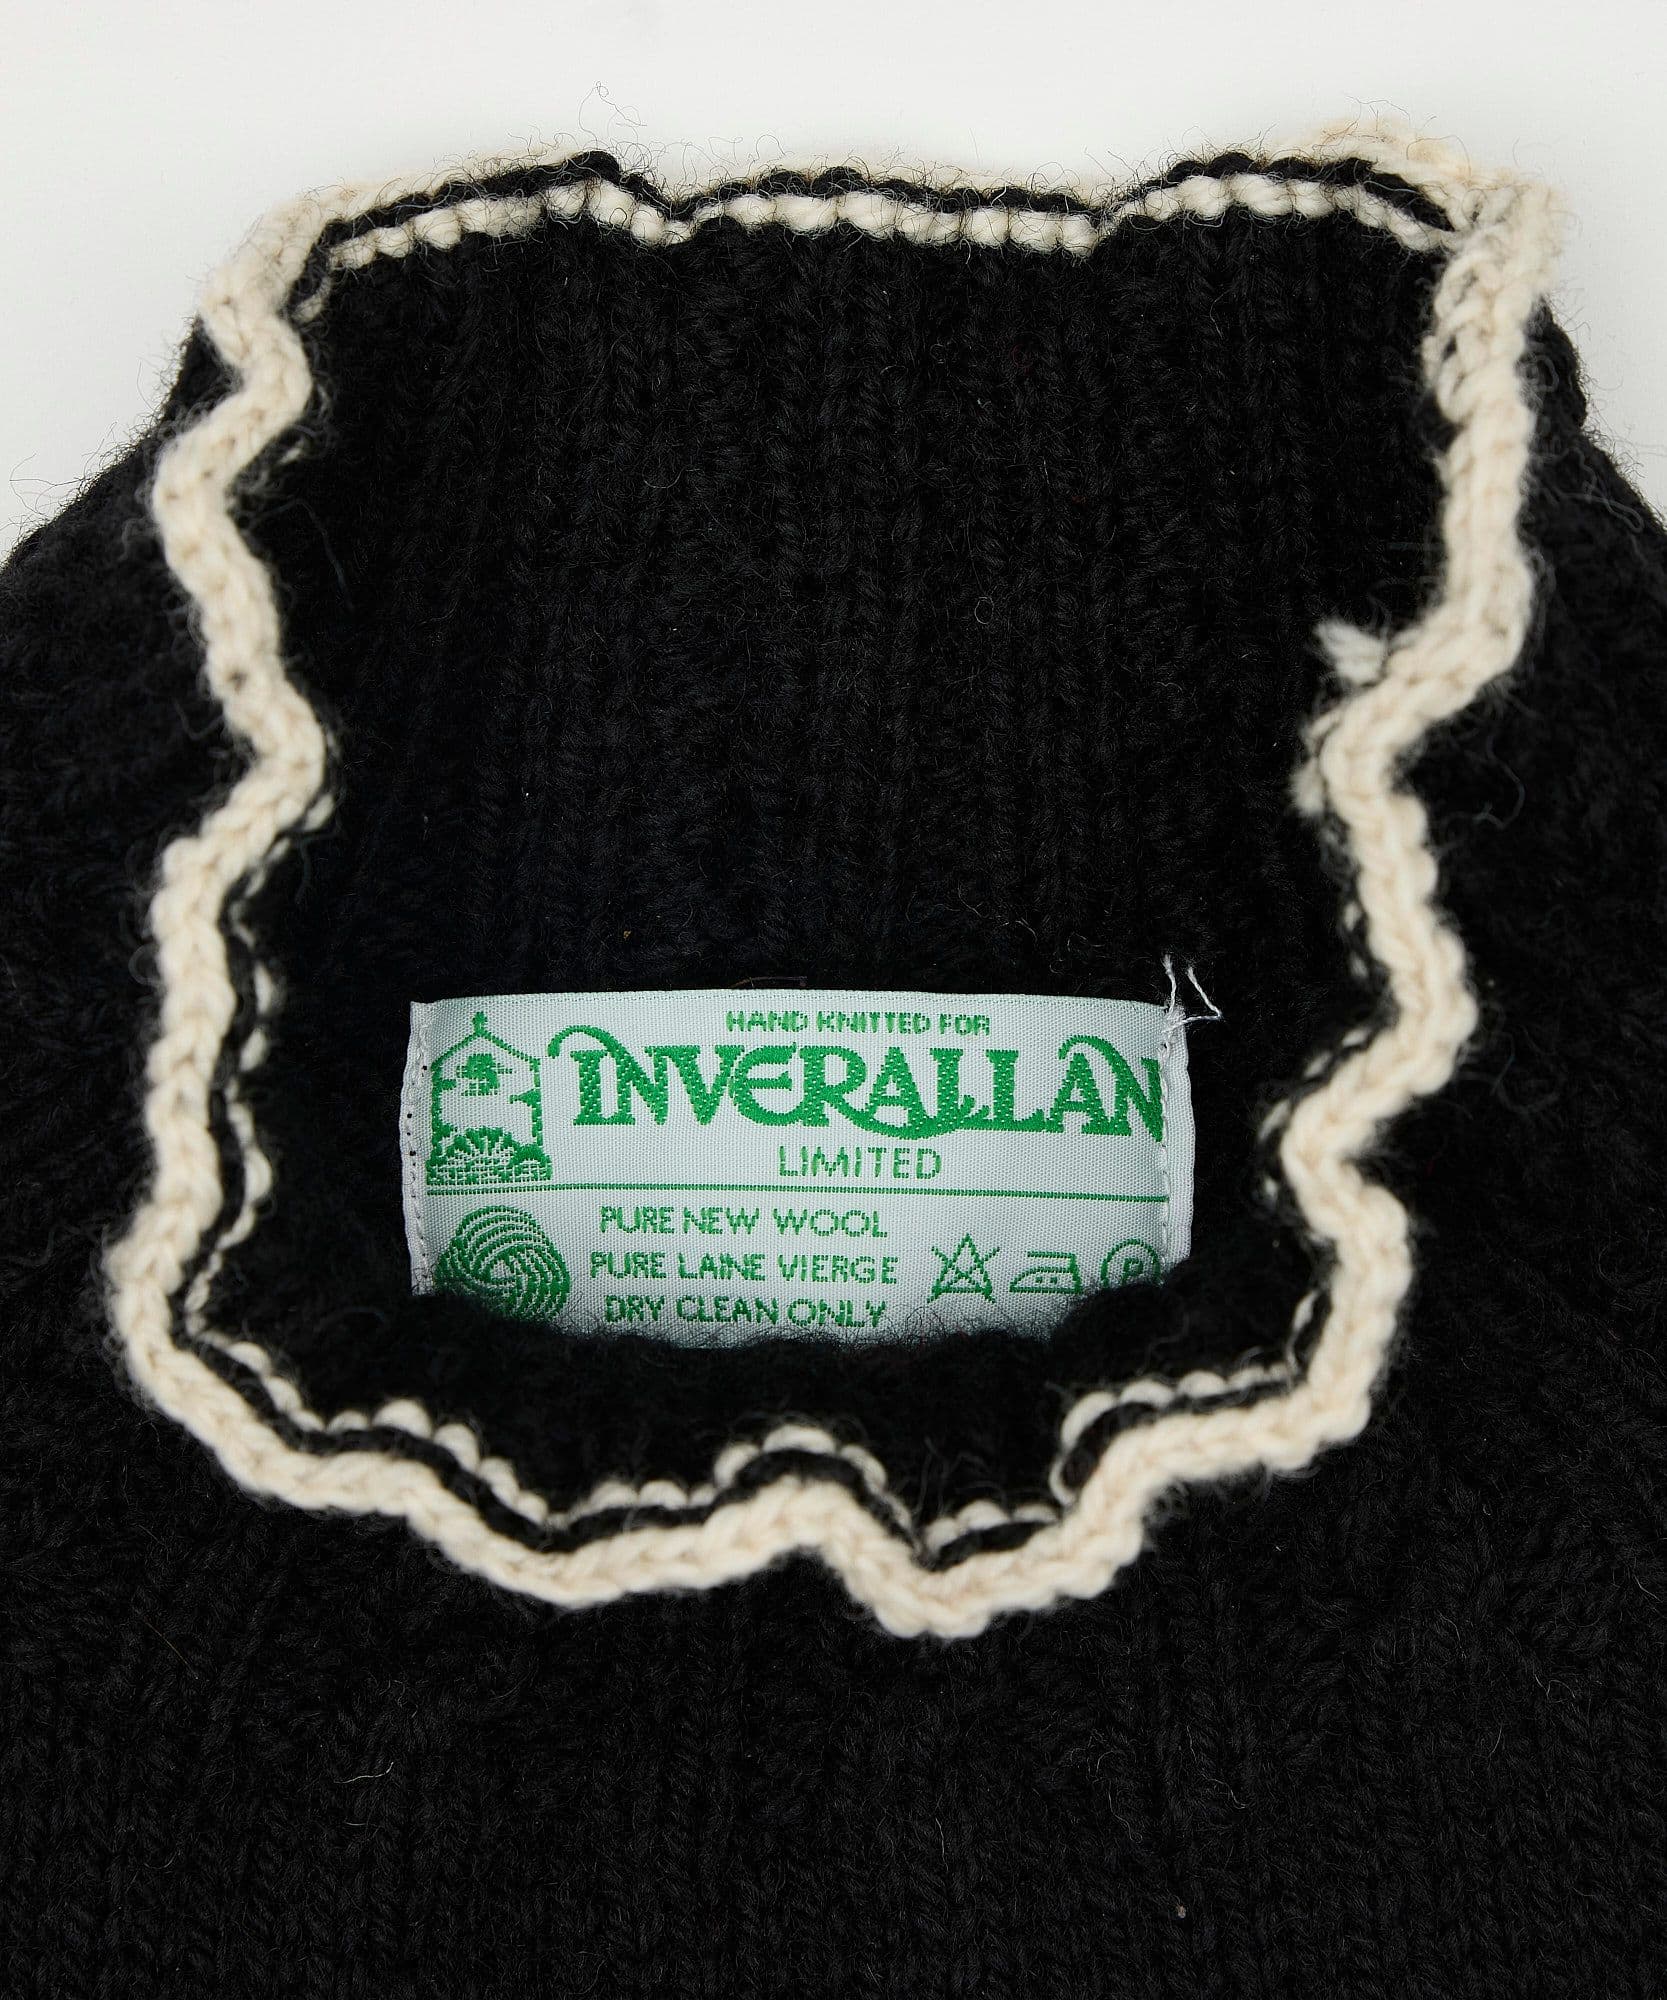 HAND KNITTED FOR
INVERALLAN
LIMITED
PURE NEW WOOL
PURE LAINE VIERGE
DRY CLEAN ONLY
P